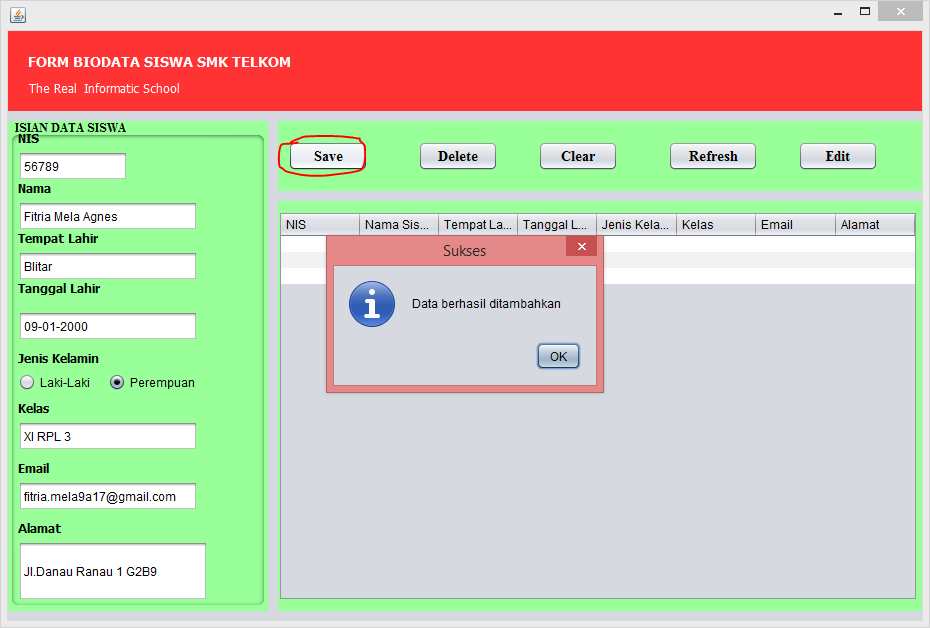 FORM BIODATA SISWA SMK TELKOM
The Real Informatic School
ISIAN DATA SISWA
NIS
56789
Nama
Fitria Mela Agnes
Tempat Lahir
Blitar
Tanggal Lahir
09-01-2000
Jenis Kelamin
Laki-Laki Perempuan
Kelas
XI RPL 3
Email
fitria.mela9a17@gmail.com
Alamat
Jl.Danau Ranau 1 G2B9
Save Delete Clear Refresh Edit
NIS Nama Sis... Tempat La... Tanggal L... Jenis Kela... Kelas Email Alamat
Sukses
Data berhasil ditambahkan
OK